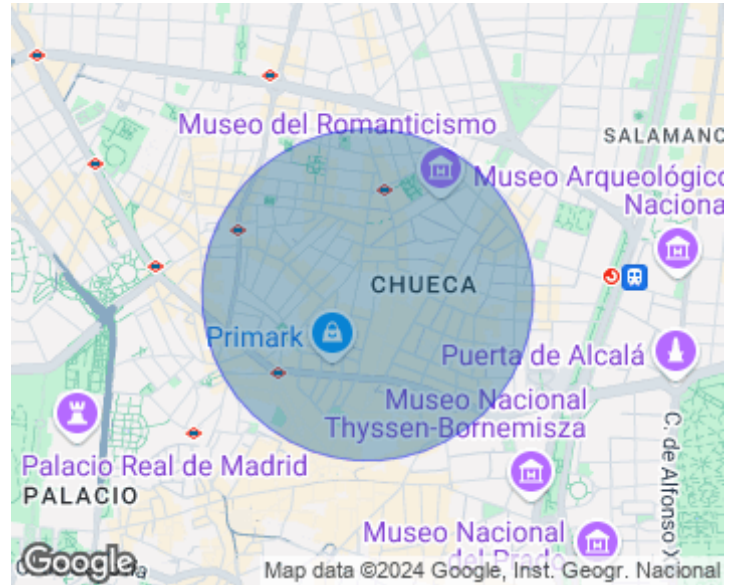 Museo del Romanticismo
SALAMANC
Museo Arqueológico
Naciona
CHUECA
Primark
Puerta de Alcalá
Museo Nacional
Thyssen-Bornemisza
C. de Alfonso X
Palacio Real de Madrid
PALACIO
Museo Nacional
del Prado
Google
Map data ©2024 Google, Inst. Geogr. Nacional